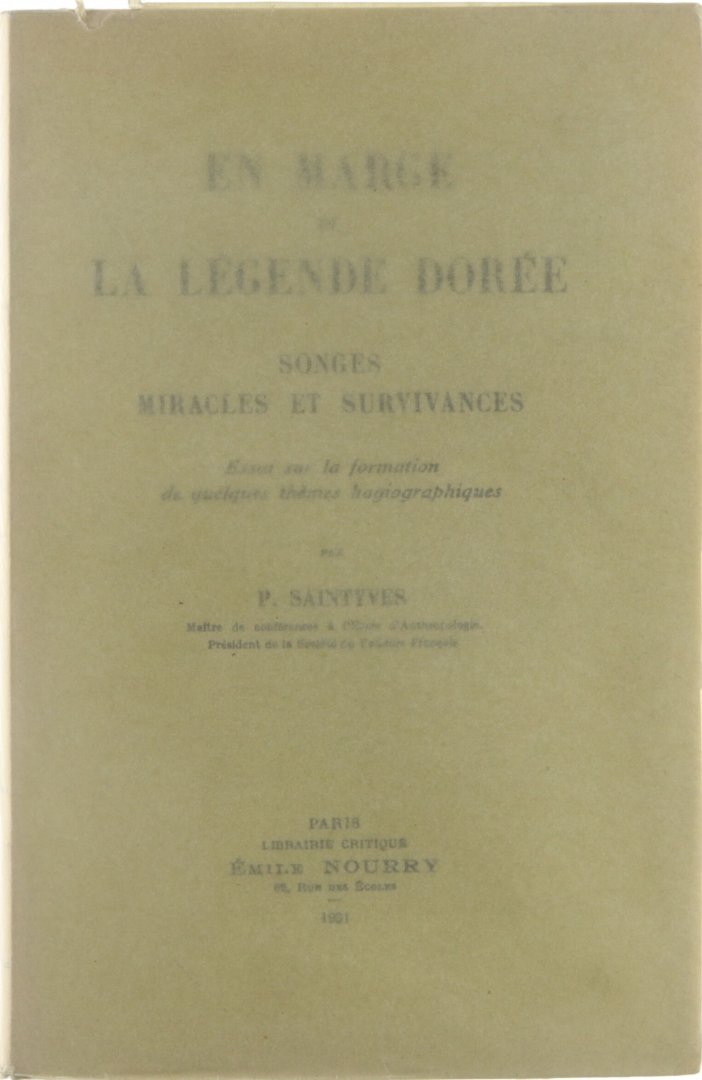 EN MARGE
DE
LA LÉGENDE DORÉE
SONGES
MIRACLES ET SURVIVANCES
Essai sur la formation
de quelques thèmes hagiographiques
PAR
P. SAINTYVES
Maître de conférences à l'École d'Anthropologie,
Président de la Société du Folklore Français
PARIS
LIBRAIRIE CRITIQUE
ÉMILE NOURRY
62, RUE DES ÉCOLES
1931